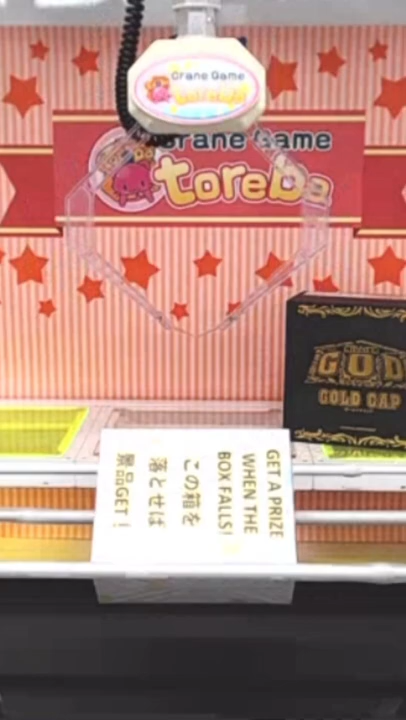 Crane Game
toreba
Crane Game
toreba
GOD
GOLD CAP
GET A PRIZE
WHEN THE
BOX FALLS!
この箱を
落とせば
景品GET!